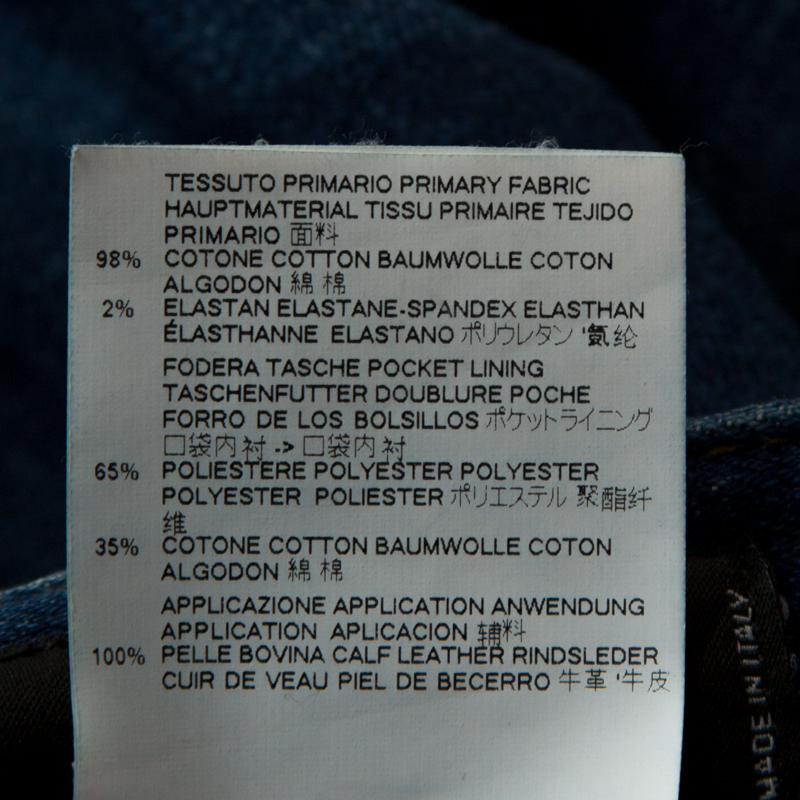 TESSUTO PRIMARIO PRIMARY FABRIC
HAUPTMATERIAL TISSU PRIMAIRE TEJIDO
PRIMARIO 面料
98% COTONE COTTON BAUMWOLLE COTON
ALGODON 綿 棉
2% ELASTAN ELASTANE-SPANDEX ELASTHAN
ÉLASTHANNE ELASTANO ポリウレタン '氨纶
FODERA TASCHE POCKET LINING
TASCHENFUTTER DOUBLURE POCHE
FORRO DE LOS BOLSILLOS ポケットライニング
口袋内衬 -> 口袋内衬
65% POLIESTERE POLYESTER POLYESTER
POLYESTER POLIESTER ポリエステル 聚酯纤
维
35% COTONE COTTON BAUMWOLLE COTON
ALGODON 綿 棉
APPLICAZIONE APPLICATION ANWENDUNG
APPLICATION APLICACION 辅料
100% PELLE BOVINA CALF LEATHER RINDSLEDER
CUIR DE VEAU PIEL DE BECERRO 牛革 '牛皮
MADE IN ITALY